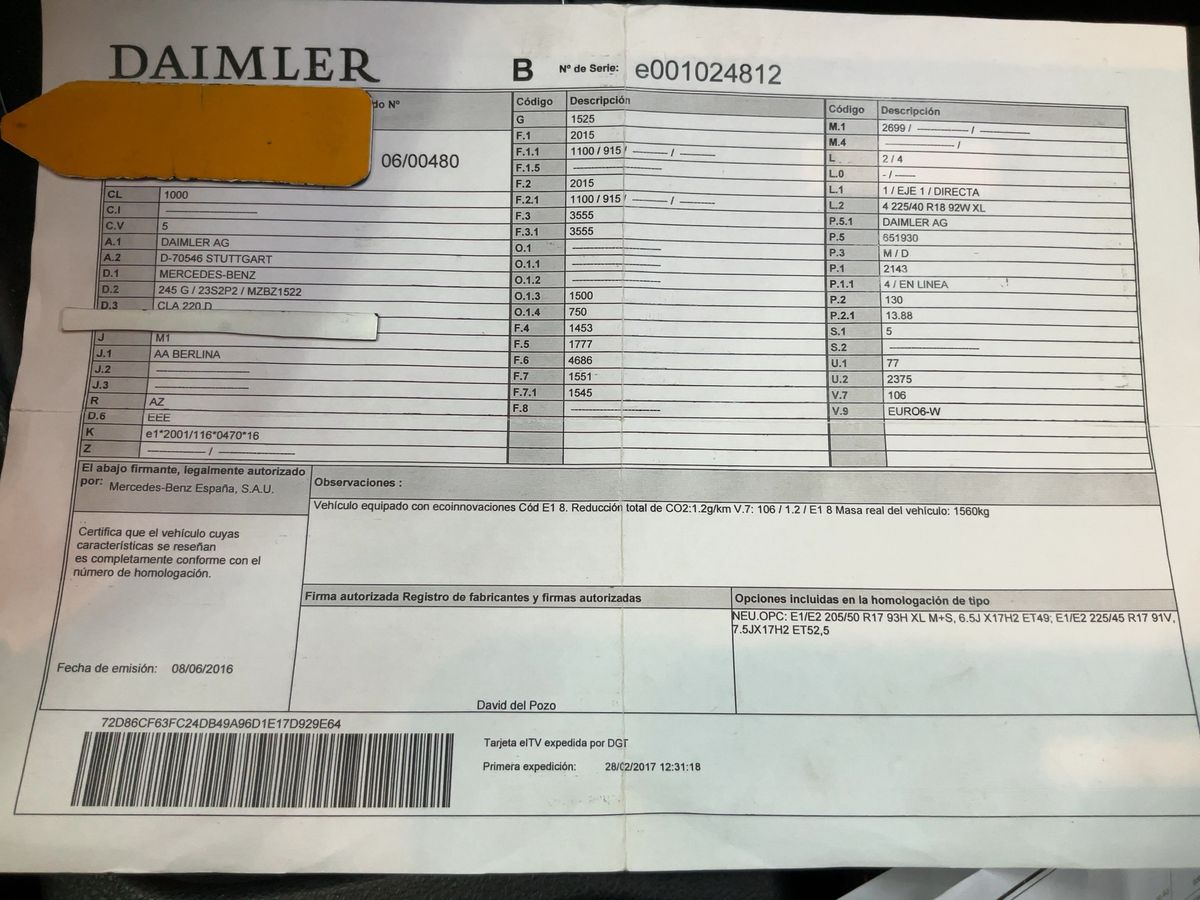 DAIMLER
B Nº de Serie: e001024812
do Nº
06/00480
CL 1000
C.I
C.V 5
A.1 DAIMLER AG
A.2 D-70546 STUTTGART
D.1 MERCEDES-BENZ
D.2 245 G / 23S2P2 / MZBZ1522
D.3 CLA 220 D
J M1
J.1 AA BERLINA
J.2
J.3
R AZ
D.6 EEE
K e1*2001/116*0470*16
Z /
Código Descripción
G 1525
F.1 2015
F.1.1 1100 / 915 / /
F.1.5
F.2 2015
F.2.1 1100 / 915 / /
F.3 3555
F.3.1 3555
O.1
O.1.1
O.1.2
O.1.3 1500
O.1.4 750
F.4 1453
F.5 1777
F.6 4686
F.7 1551
F.7.1 1545
F.8
Código Descripción
M.1 2699 / /
M.4 /
L 2 / 4
L.0 - /
L.1 1 / EJE 1 / DIRECTA
L.2 4 225/40 R18 92W XL
P.5.1 DAIMLER AG
P.5 651930
P.3 M / D
P.1 2143
P.1.1 4 / EN LINEA
P.2 130
P.2.1 13.88
S.1 5
S.2
U.1 77
U.2 2375
V.7 106
V.9 EURO6-W
El abajo firmante, legalmente autorizado
por: Mercedes-Benz España, S.A.U.
Certifica que el vehículo cuyas
características se reseñan
es completamente conforme con el
número de homologación.
Fecha de emisión: 08/06/2016
Observaciones :
Vehículo equipado con ecoinnovaciones Cód E1 8. Reducción total de CO2:1.2g/km V.7: 106 / 1.2 / E1 8 Masa real del vehículo: 1560kg
Firma autorizada Registro de fabricantes y firmas autorizadas
David del Pozo
Opciones incluidas en la homologación de tipo
NEU.OPC: E1/E2 205/50 R17 93H XL M+S, 6.5J X17H2 ET49; E1/E2 225/45 R17 91V,
7.5JX17H2 ET52,5
72D86CF63FC24DB49A96D1E17D929E64
Tarjeta eITV expedida por DGT
Primera expedición: 28/02/2017 12:31:18